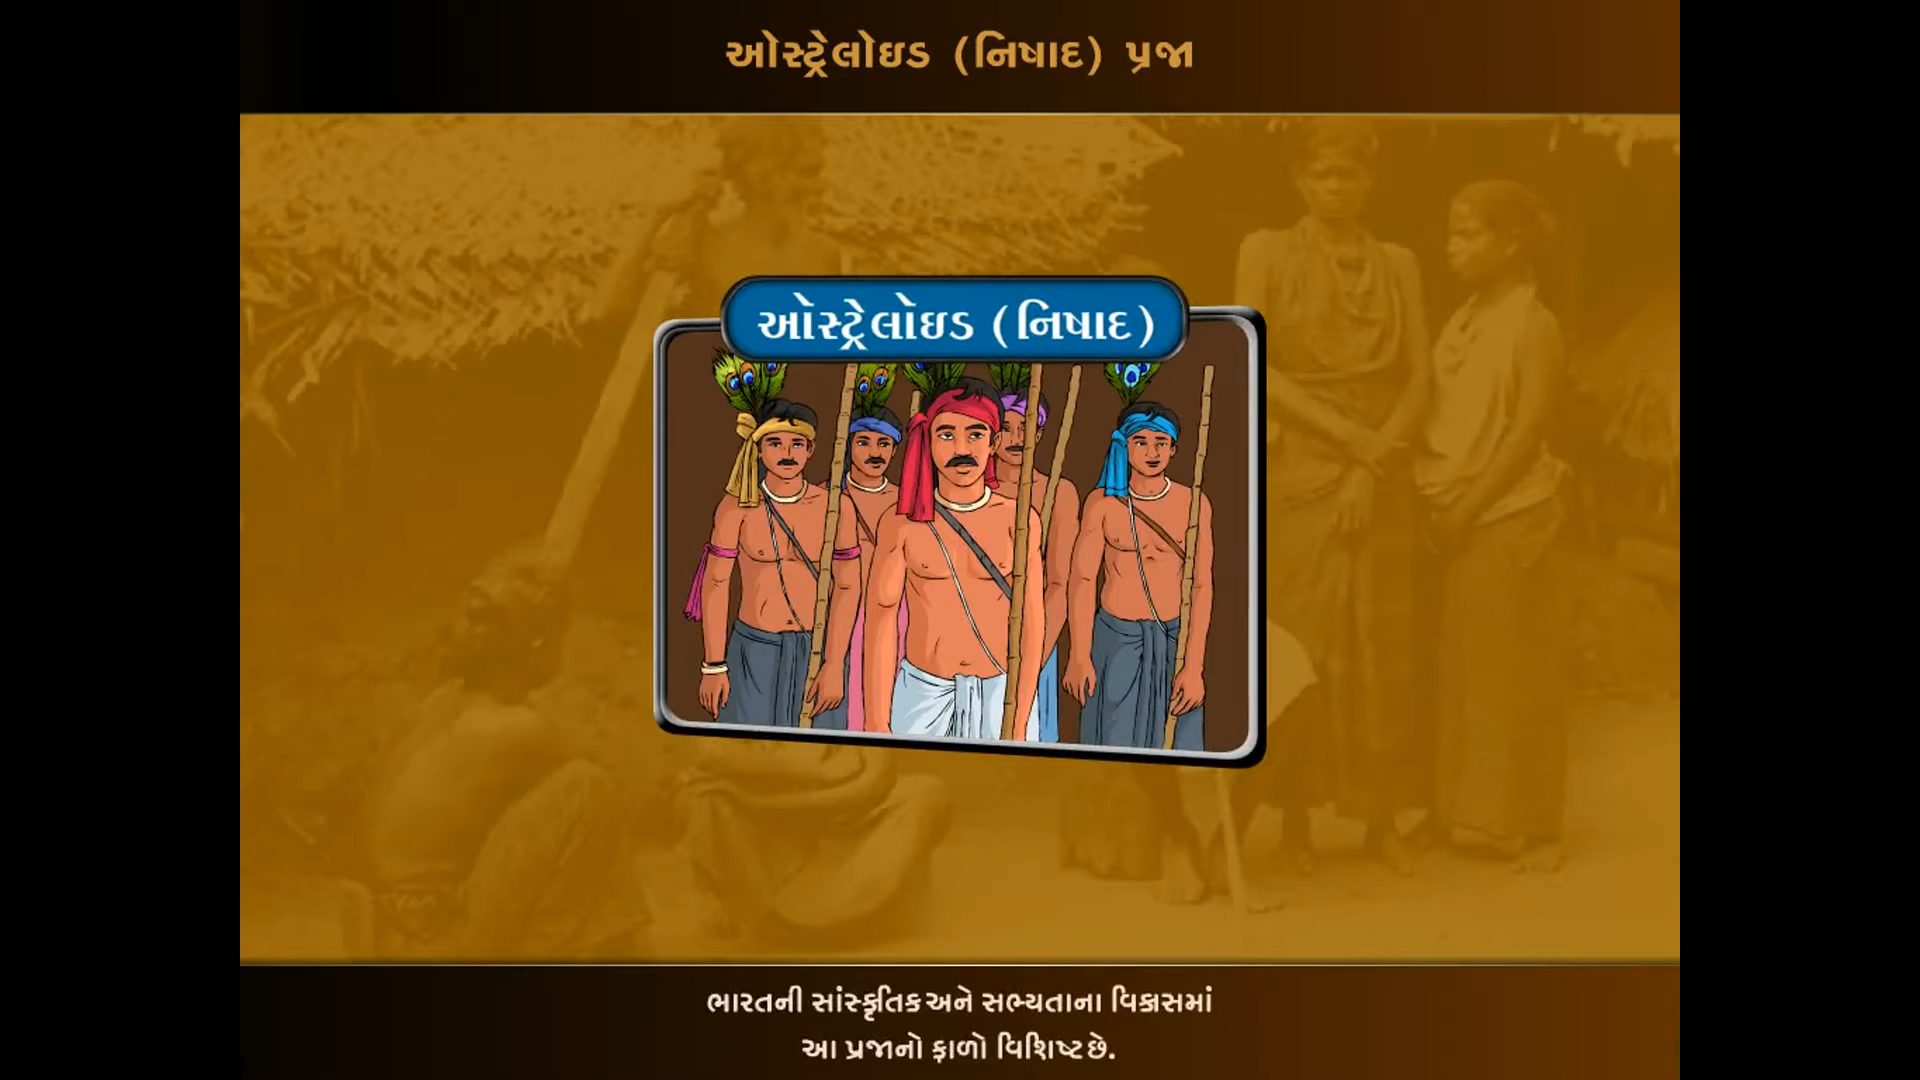 ઓસ્ટ્રેલોઇડ (નિષાદ) પ્રજા
ઓસ્ટ્રેલોઇડ (નિષાદ)
ભારતની સાંસ્કૃતિક અને સભ્યતાના વિકાસમાં
આ પ્રજાનો ફાળો વિશિષ્ટ છે.